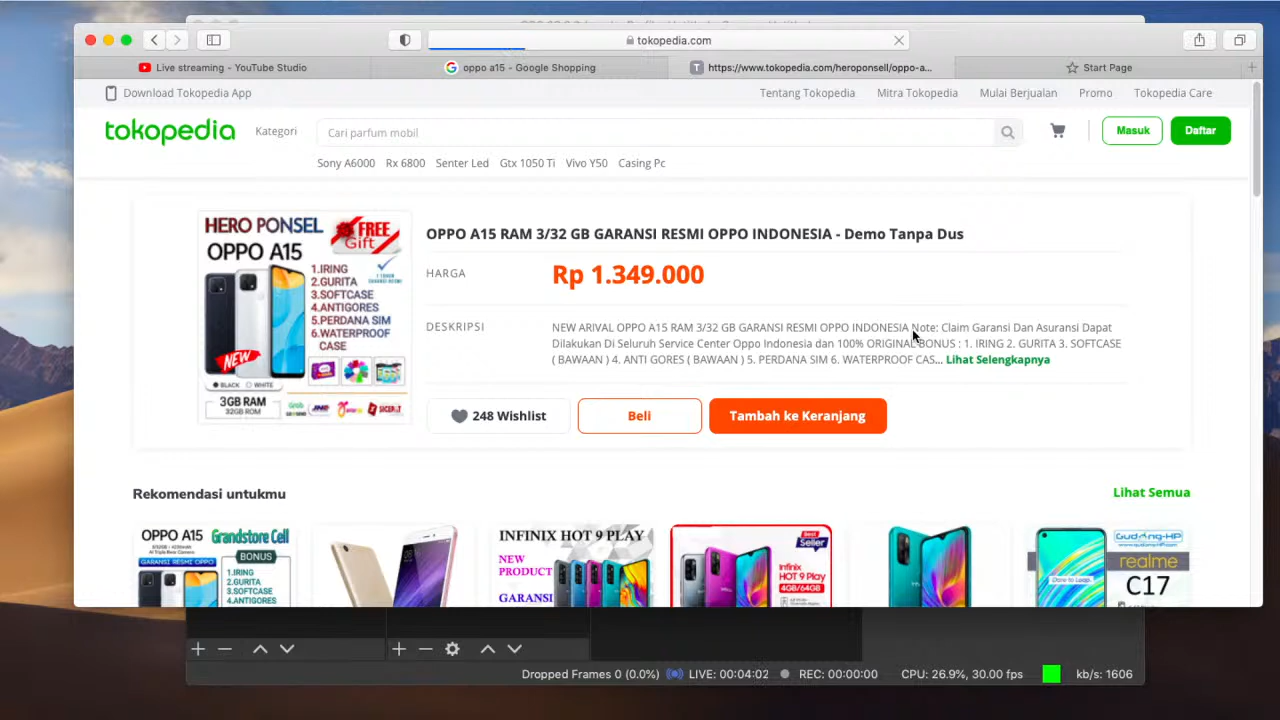 tokopedia.com
Live streaming - YouTube Studio
oppo a15 - Google Shopping
T https://www.tokopedia.com/heroponsell/oppo-a...
Start Page
Download Tokopedia App
Tentang Tokopedia
Mitra Tokopedia
Mulai Berjualan
Promo
Tokopedia Care
tokopedia
Kategori
Cari parfum mobil
Masuk
Daftar
Sony A6000 Rx 6800 Senter Led Gtx 1050 Ti Vivo Y50 Casing Pc
HERO PONSEL
FREE
Gift
OPPO A15
1.IRING
2.GURITA
3.SOFTCASE
4.ANTIGORES
5.PERDANA SIM
6.WATERPROOF
CASE
NEW
BLACK WHITE
3GB RAM
32GB ROM
OPPO A15 RAM 3/32 GB GARANSI RESMI OPPO INDONESIA - Demo Tanpa Dus
HARGA
Rp 1.349.000
DESKRIPSI
NEW ARIVAL OPPO A15 RAM 3/32 GB GARANSI RESMI OPPO INDONESIA Note: Claim Garansi Dan Asuransi Dapat
Dilakukan Di Seluruh Service Center Oppo Indonesia dan 100% ORIGINAL BONUS : 1. IRING 2. GURITA 3. SOFTCASE
( BAWAAN ) 4. ANTI GORES ( BAWAAN ) 5. PERDANA SIM 6. WATERPROOF CAS... Lihat Selengkapnya
248 Wishlist
Beli
Tambah ke Keranjang
Rekomendasi untukmu
Lihat Semua
OPPO A15 Grandstore Cell
GARANSI RESMI OPPO
BONUS
1.IRING
2.GURITA
3.SOFTCASE
4.ANTIGORES
INFINIX HOT 9 PLAY
NEW
PRODUCT
GARANSI
Best
Seller
Infinix
HOT 9 Play
4GB/64GB
Dare to Leap.
Gudang-HP
realme
C17
Dropped Frames 0 (0.0%)
LIVE: 00:04:02
REC: 00:00:00
CPU: 26.9%, 30.00 fps
kb/s: 1606